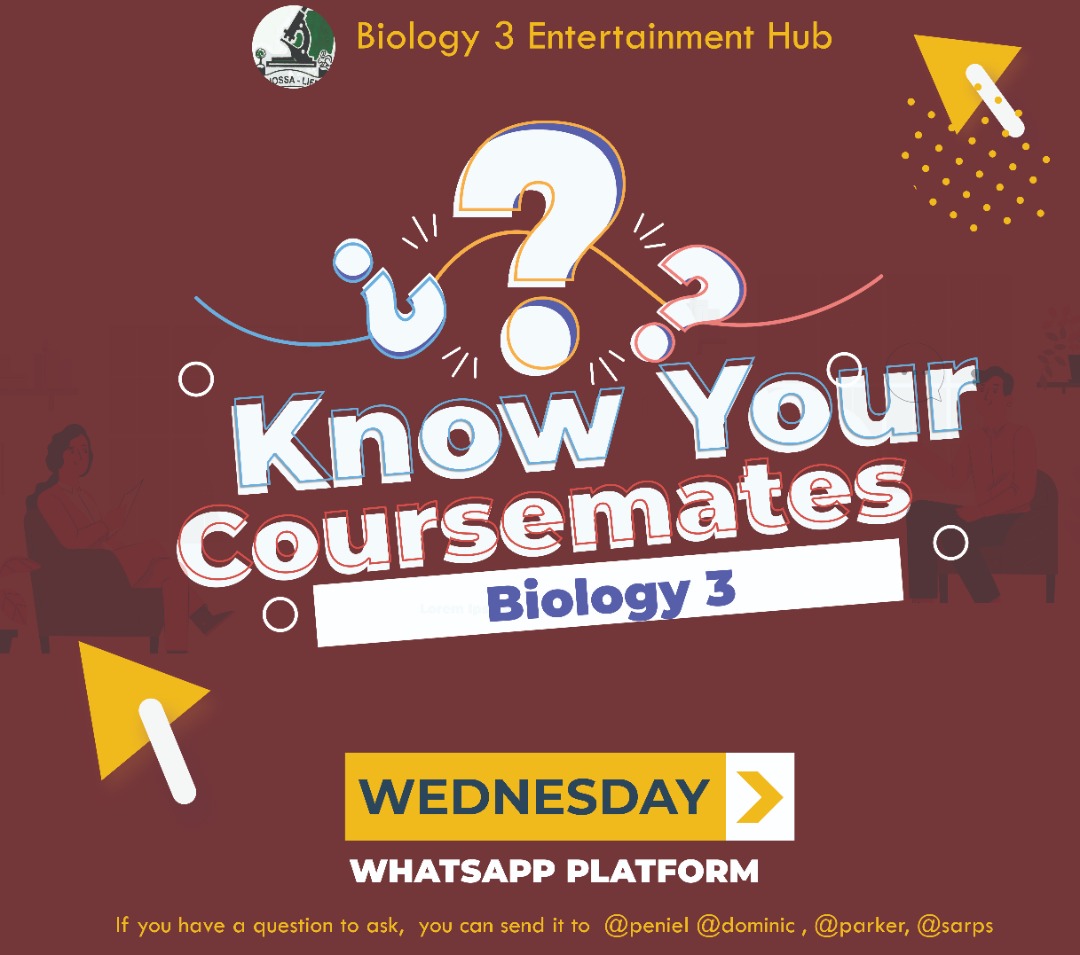 Biology 3 Entertainment Hub
Know Your
Coursemates
Biology 3
WEDNESDAY
WHATSAPP PLATFORM
If you have a question to ask, you can send it to @peniel @dominic , @parker, @sarps